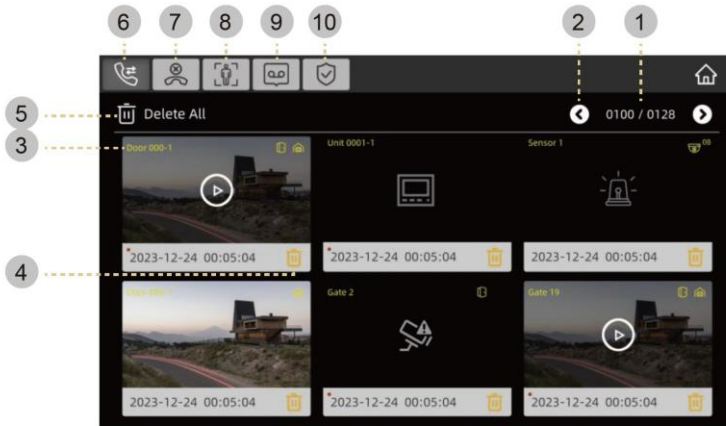 6 7 8 9 10 2 1
5 Delete All 0100 / 0128
3 Door 000-1 Unit 0001-1 Sensor 1 08
2023-12-24 00:05:04 2023-12-24 00:05:04 2023-12-24 00:05:04
4
Gate 2 Gate 19
2023-12-24 00:05:04 2023-12-24 00:05:04 2023-12-24 00:05:04